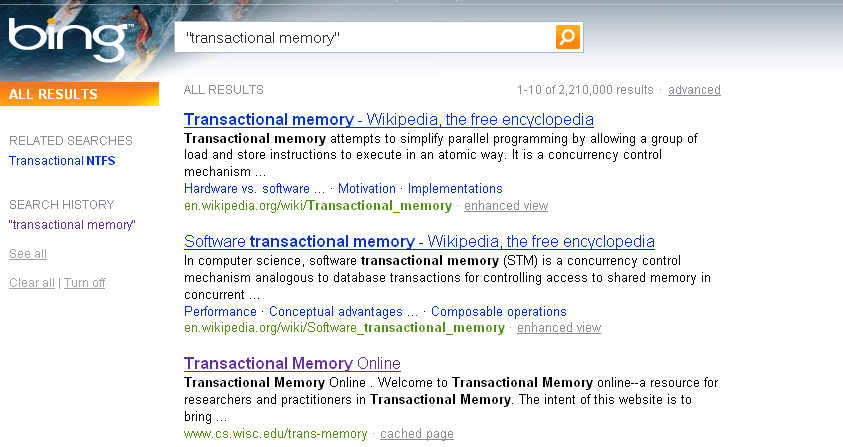 bing™
"transactional memory"
ALL RESULTS
RELATED SEARCHES
Transactional NTFS
SEARCH HISTORY
"transactional memory"
See all
Clear all | Turn off
ALL RESULTS 1-10 of 2,210,000 results · advanced
Transactional memory - Wikipedia, the free encyclopedia
Transactional memory attempts to simplify parallel programming by allowing a group of
load and store instructions to execute in an atomic way. It is a concurrency control
mechanism ...
Hardware vs. software ... · Motivation · Implementations
en.wikipedia.org/wiki/Transactional_memory · enhanced view
Software transactional memory - Wikipedia, the free encyclopedia
In computer science, software transactional memory (STM) is a concurrency control
mechanism analogous to database transactions for controlling access to shared memory in
concurrent ...
Performance · Conceptual advantages ... · Composable operations
en.wikipedia.org/wiki/Software_transactional_memory · enhanced view
Transactional Memory Online
Transactional Memory Online . Welcome to Transactional Memory online--a resource for
researchers and practitioners in Transactional Memory. The intent of this website is to
bring ...
www.cs.wisc.edu/trans-memory · cached page